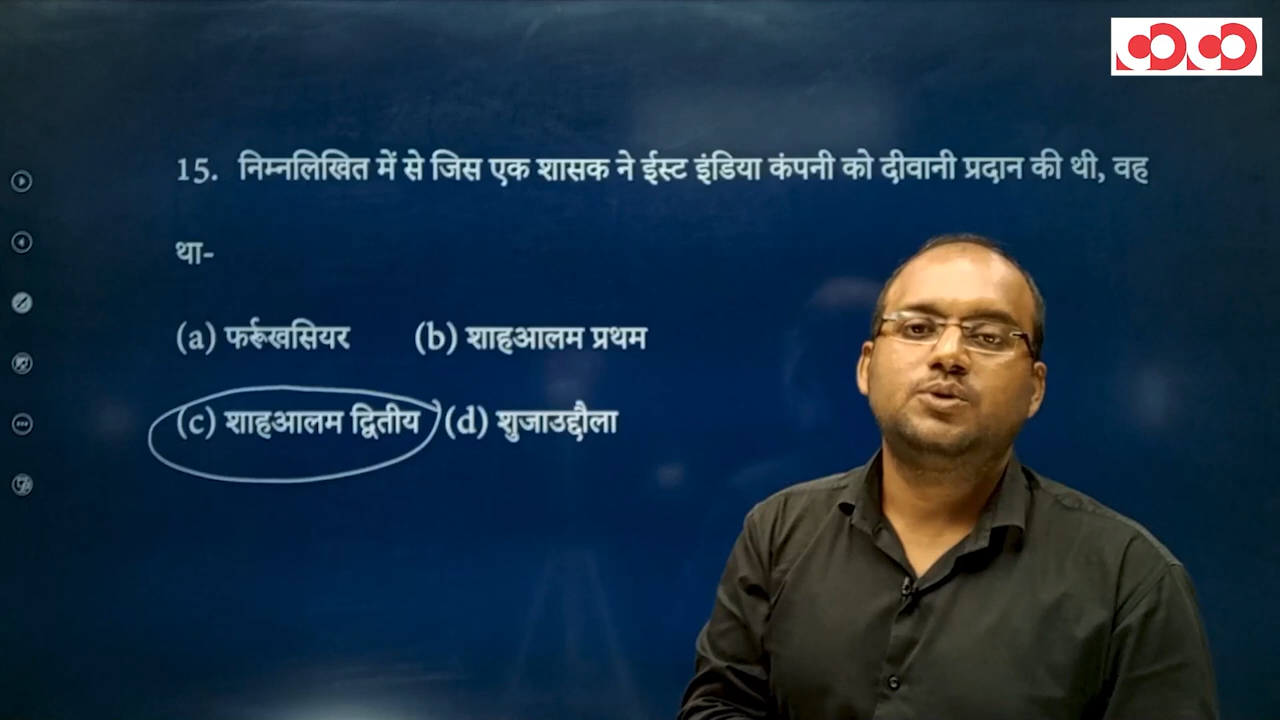 15. निम्नलिखित में से जिस एक शासक ने ईस्ट इंडिया कंपनी को दीवानी प्रदान की थी, वह
था-
(a) फर्रूखसियर (b) शाहआलम प्रथम
(c) शाहआलम द्वितीय (d) शुजाउद्दौला